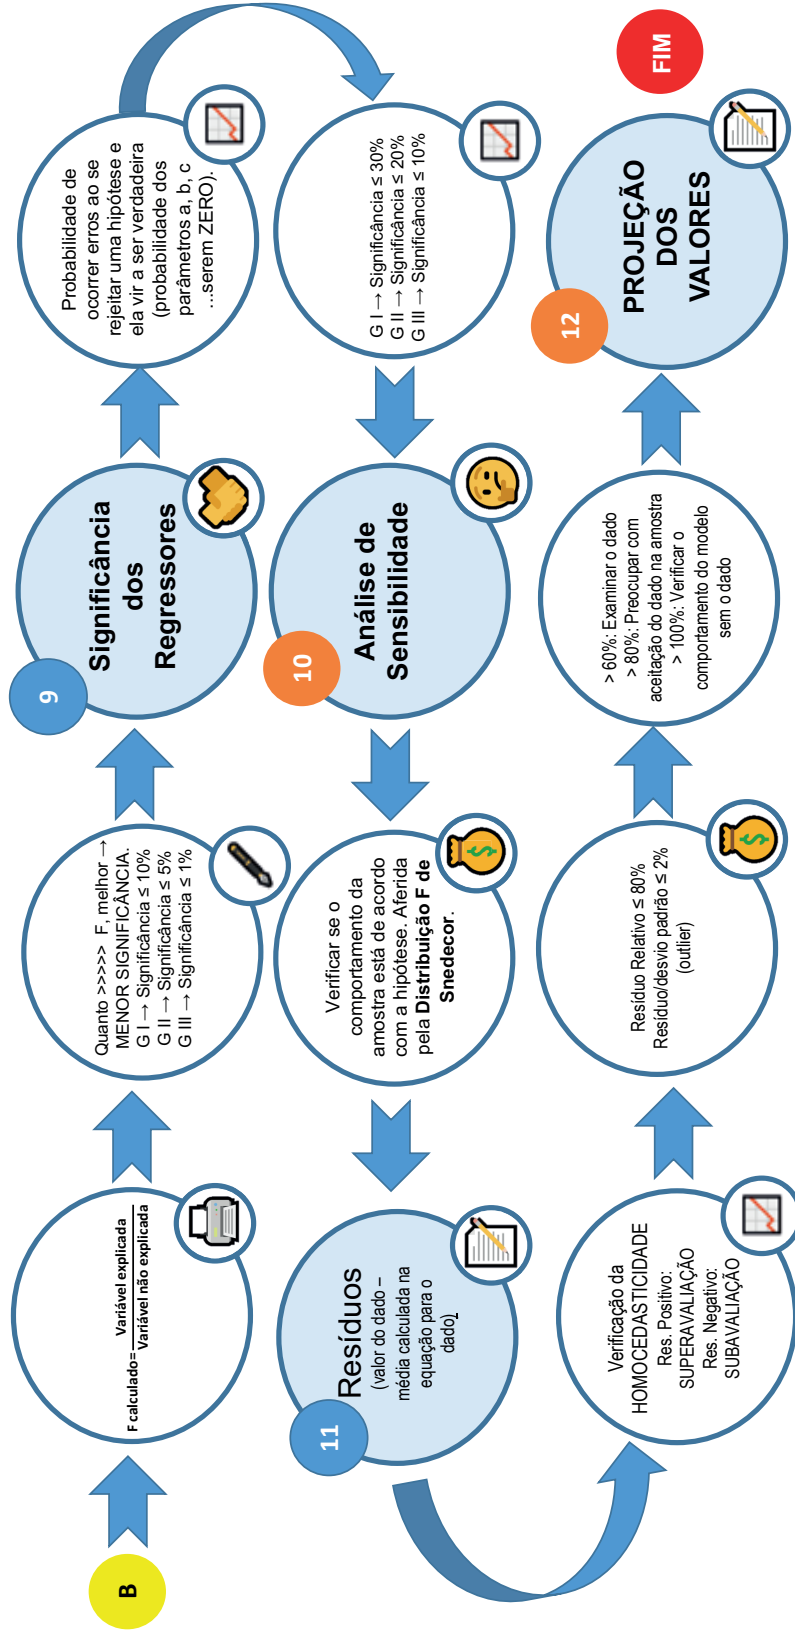 B
F calculado= Variável explicada
Variável não explicada
Quanto >>>>> F, melhor →
MENOR SIGNIFICÂNCIA.
G I → Significância ≤ 10%
G II → Significância ≤ 5%
G III → Significância ≤ 1%
9
Significância
dos
Regressores
Probabilidade de
ocorrer erros ao se
rejeitar uma hipótese e
ela vir a ser verdadeira
(probabilidade dos
parâmetros a, b, c
...serem ZERO).
G I → Significância ≤ 30%
G II → Significância ≤ 20%
G III → Significância ≤ 10%
10
Análise de
Sensibilidade
Verificar se o
comportamento da
amostra está de acordo
com a hipótese. Aferida
pela Distribuição F de
Snedecor.
11
Resíduos
(valor do dado –
média calculada na
equação para o
dado)
Verificação da
HOMOCEDASTICIDADE
Res. Positivo:
SUPERAVALIAÇÃO
Res. Negativo:
SUBAVALIAÇÃO
Resíduo Relativo ≤ 80%
Resíduo/desvio padrão ≤ 2%
(outlier)
> 60%: Examinar o dado
> 80%: Preocupar com
aceitação do dado na amostra
> 100%: Verificar o
comportamento do modelo
sem o dado
12
PROJEÇÃO
DOS
VALORES
FIM